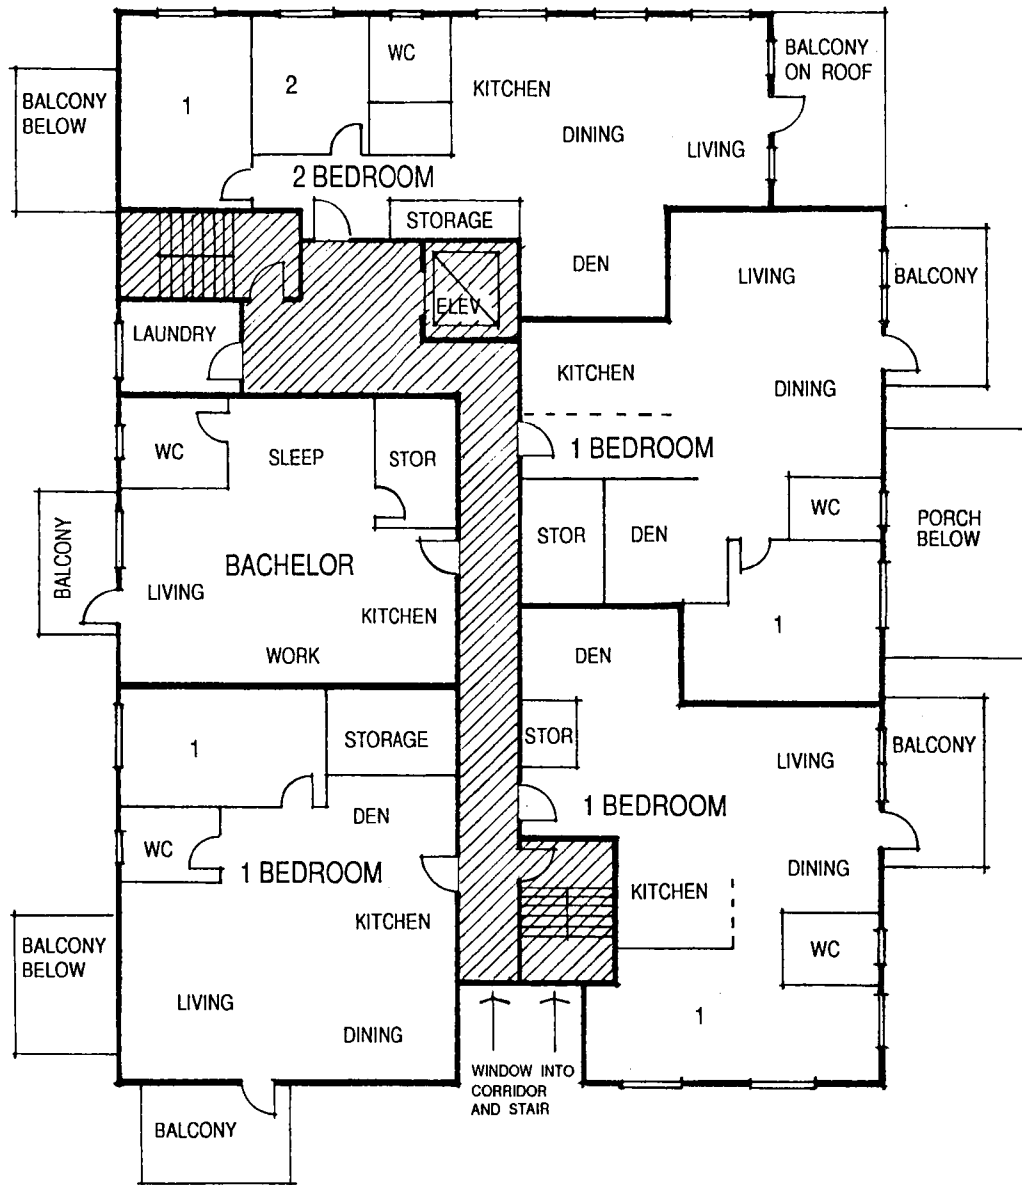 WC
BALCONY
ON ROOF
BALCONY
BELOW
1
2
KITCHEN
DINING
LIVING
2 BEDROOM
STORAGE
DEN
LIVING
BALCONY
ELEV
LAUNDRY
KITCHEN
DINING
1 BEDROOM
WC
SLEEP
STOR
WC
PORCH
BELOW
STOR
DEN
BALCONY
BACHELOR
LIVING
KITCHEN
1
WORK
DEN
1
STORAGE
STOR
LIVING
BALCONY
DEN
1 BEDROOM
WC
1 BEDROOM
DINING
KITCHEN
KITCHEN
BALCONY
BELOW
WC
LIVING
DINING
1
WINDOW INTO
CORRIDOR
AND STAIR
BALCONY